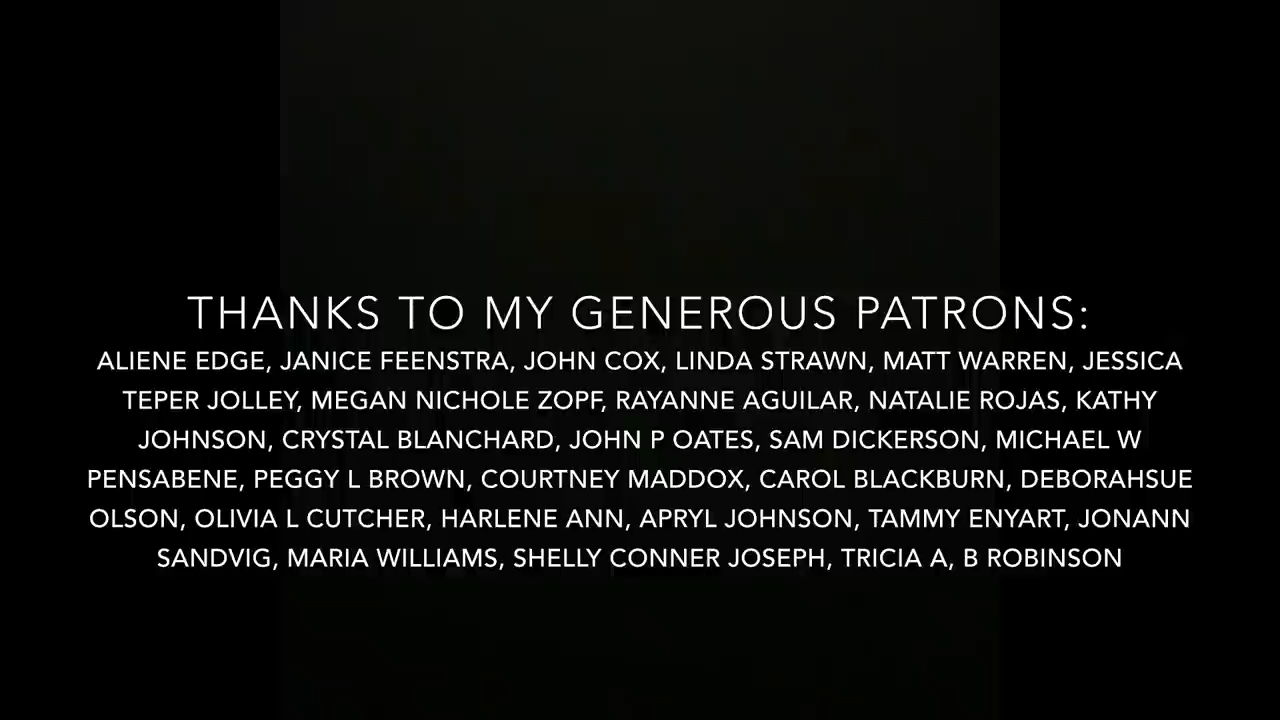 THANKS TO MY GENEROUS PATRONS:
ALIENE EDGE, JANICE FEENSTRA, JOHN COX, LINDA STRAWN, MATT WARREN, JESSICA
TEPER JOLLEY, MEGAN NICHOLE ZOPF, RAYANNE AGUILAR, NATALIE ROJAS, KATHY
JOHNSON, CRYSTAL BLANCHARD, JOHN P OATES, SAM DICKERSON, MICHAEL W
PENSABENE, PEGGY L BROWN, COURTNEY MADDOX, CAROL BLACKBURN, DEBORAHSUE
OLSON, OLIVIA L CUTCHER, HARLENE ANN, APRYL JOHNSON, TAMMY ENYART, JONANN
SANDVIG, MARIA WILLIAMS, SHELLY CONNER JOSEPH, TRICIA A, B ROBINSON